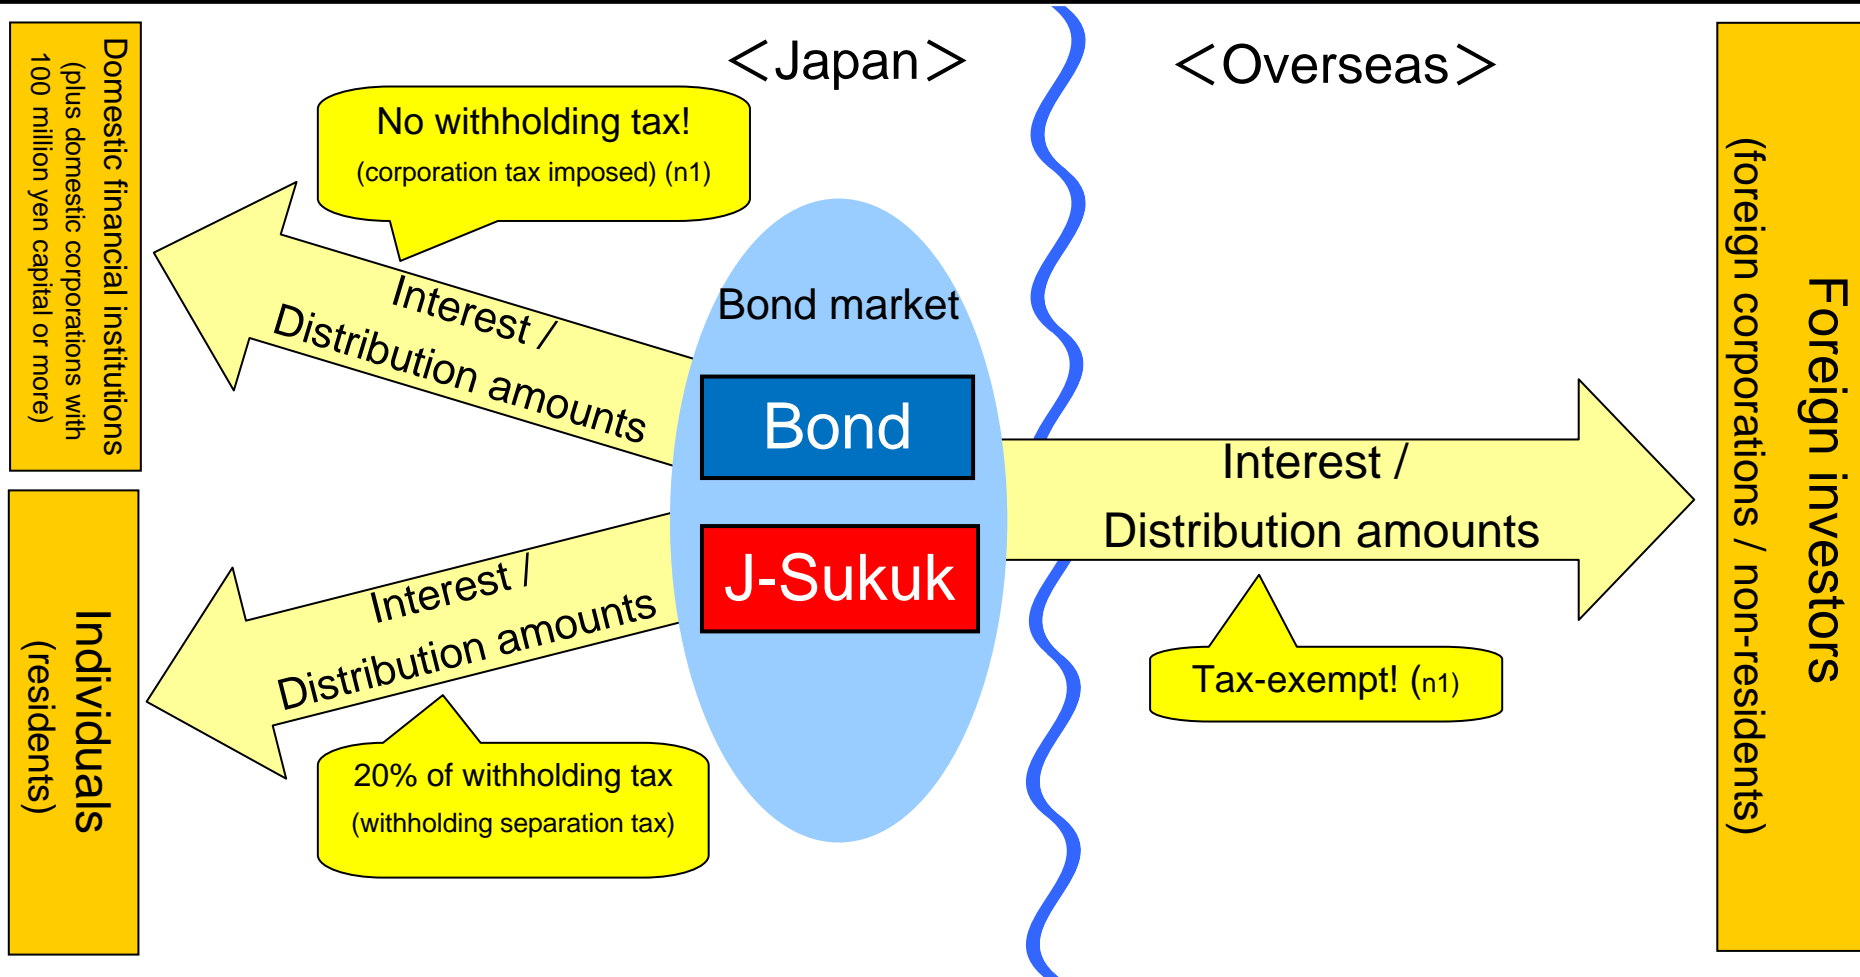 <Japan>
<Overseas>
Domestic financial institutions
(plus domestic corporations with
100 million yen capital or more)
No withholding tax!
(corporation tax imposed) (n1)
Interest /
Distribution amounts
Bond market
Bond
J-Sukuk
Interest /
Distribution amounts
Tax-exempt! (n1)
Foreign investors
(foreign corporations / non-residents)
Individuals
(residents)
Interest /
Distribution amounts
20% of withholding tax
(withholding separation tax)